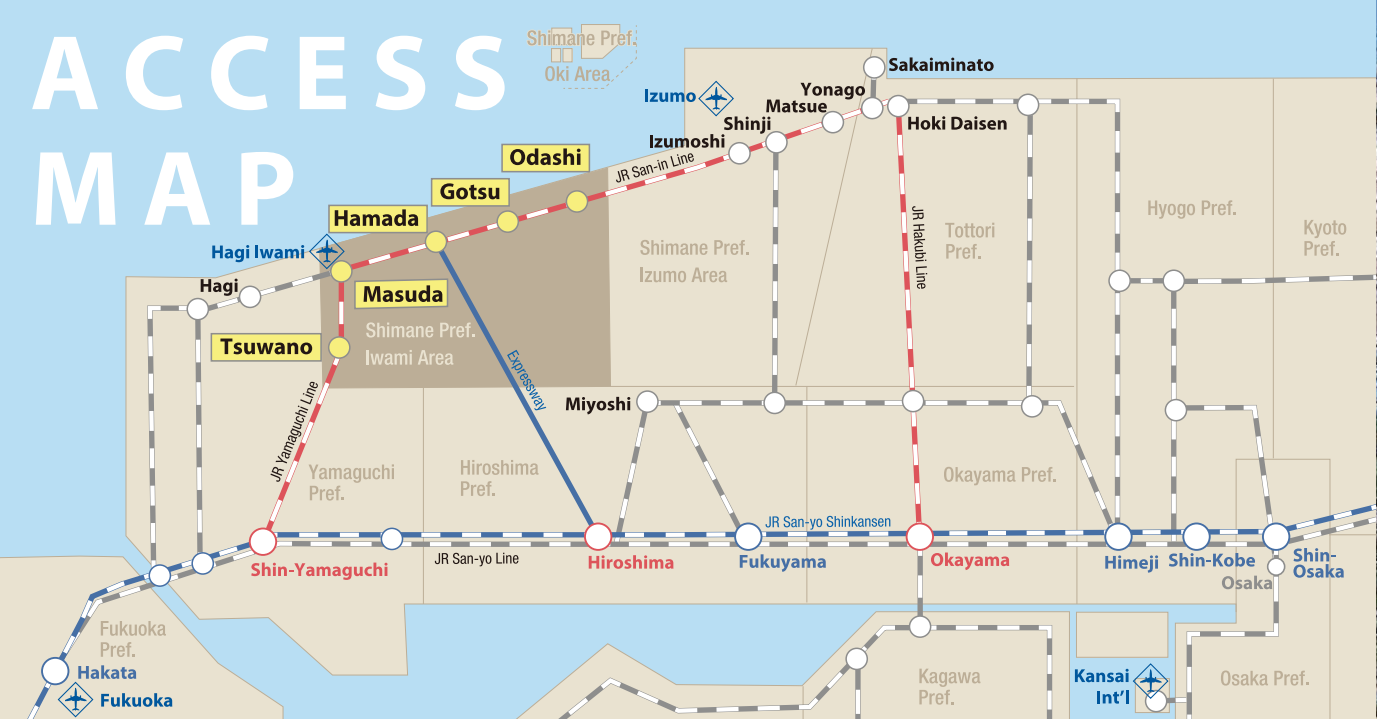 ACCESS
MAP
Shimane Pref.
Oki Area
Sakaiminato
Izumo
Yonago
Matsue
Shinji
Hoki Daisen
Izumoshi
Odashi
JR San-in Line
Gotsu
Hamada
Hagi Iwami
Hagi
Masuda
Tsuwano
Shimane Pref.
Iwami Area
Shimane Pref.
Izumo Area
JR Hakubi Line
Tottori
Pref.
Hyogo Pref.
Kyoto
Pref.
Expressway
Miyoshi
JR Yamaguchi Line
Yamaguchi
Pref.
Hiroshima
Pref.
Okayama Pref.
JR San-yo Shinkansen
JR San-yo Line
Shin-Yamaguchi
Hiroshima
Fukuyama
Okayama
Himeji
Shin-Kobe
Shin-
Osaka
Osaka
Fukuoka
Pref.
Hakata
Fukuoka
Kagawa
Pref.
Kansai
Int'l
Osaka Pref.